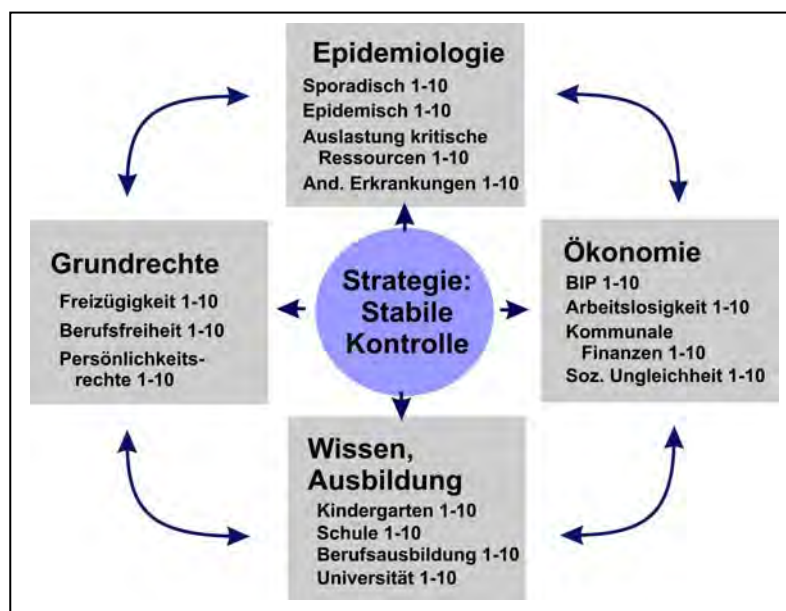 Epidemiologie
Sporadisch 1-10
Epidemisch 1-10
Auslastung kritische
Ressourcen 1-10
And. Erkrankungen 1-10
Grundrechte
Freizügigkeit 1-10
Berufsfreiheit 1-10
Persönlichkeits-
rechte 1-10
Strategie:
Stabile
Kontrolle
Ökonomie
BIP 1-10
Arbeitslosigkeit 1-10
Kommunale
Finanzen 1-10
Soz. Ungleichheit 1-10
Wissen,
Ausbildung
Kindergarten 1-10
Schule 1-10
Berufsausbildung 1-10
Universität 1-10